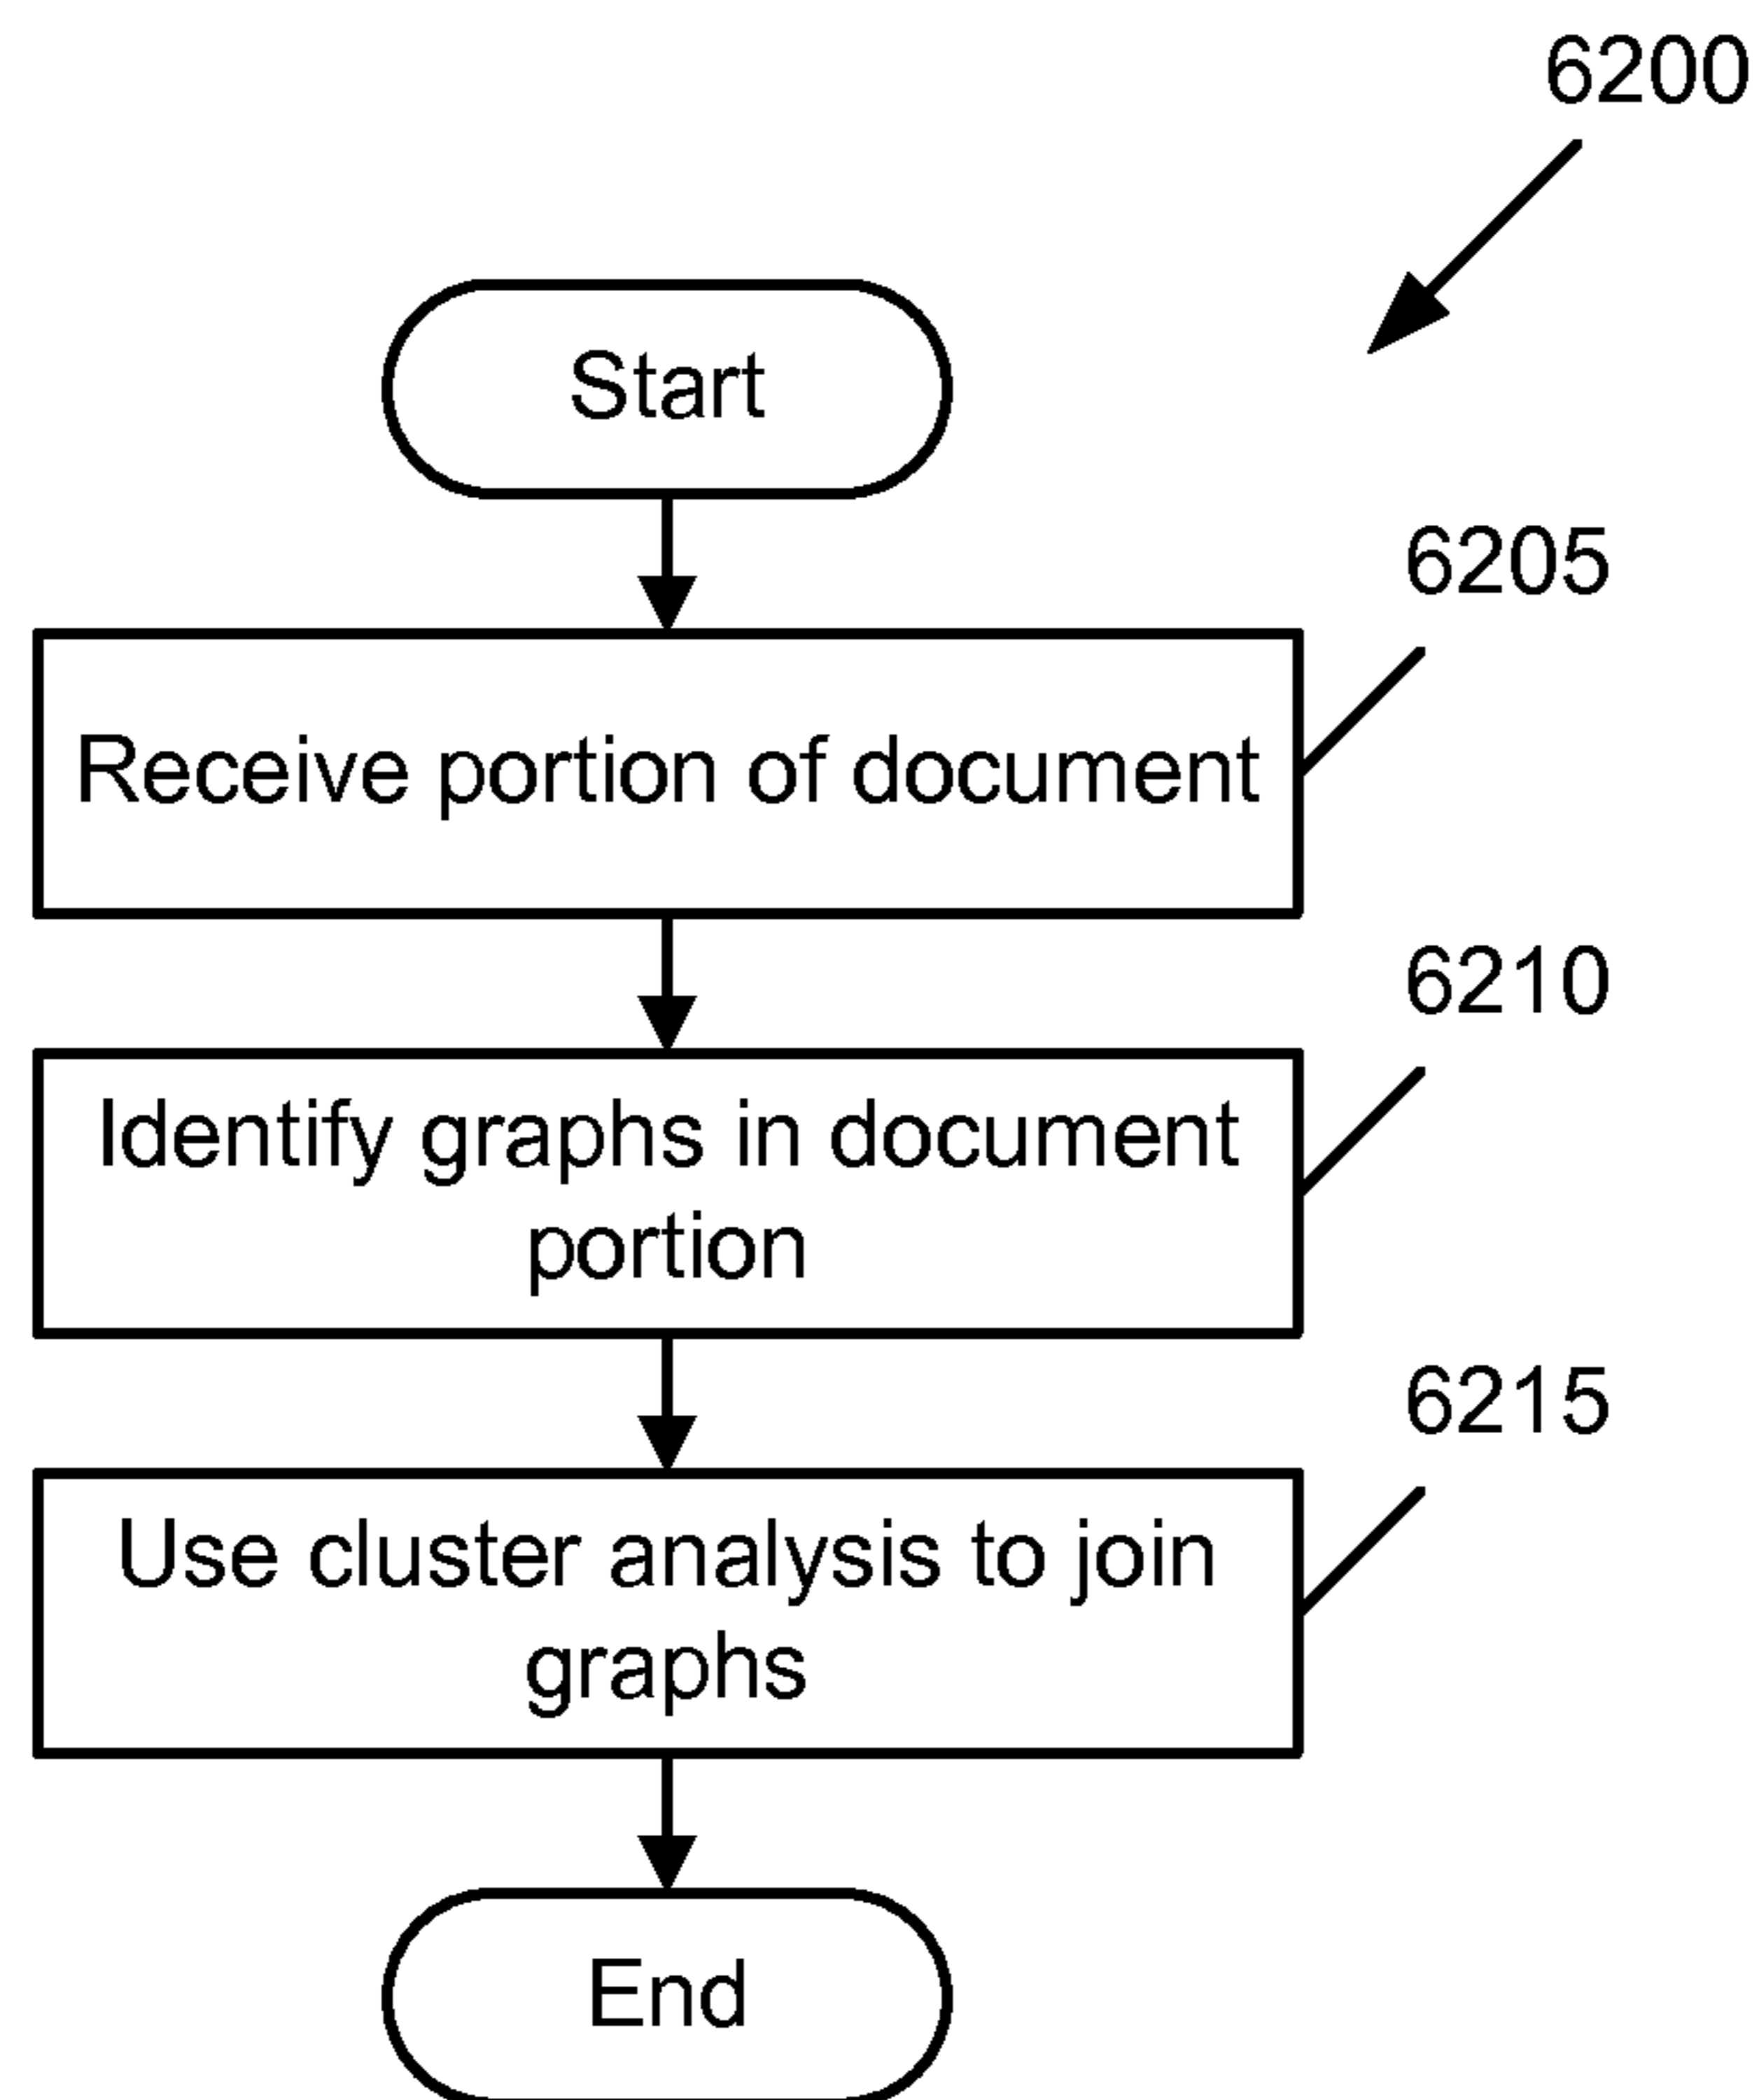 6200
Start
6205
Receive portion of document
6210
Identify graphs in document
portion
6215
Use cluster analysis to join
graphs
End